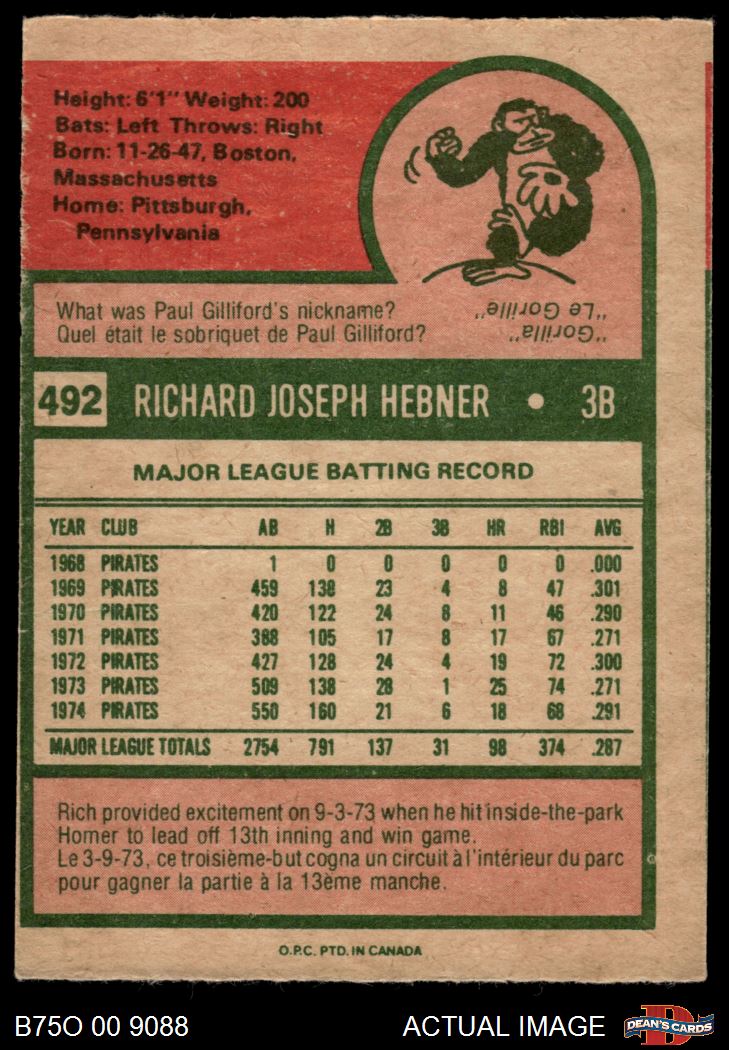 Height: 6'1" Weight: 200
Bats: Left Throws: Right
Born: 11-26-47, Boston,
Massachusetts
Home: Pittsburgh,
Pennsylvania
What was Paul Gilliford's nickname?
Quel était le sobriquet de Paul Gilliford?
"Gorilla"
"Le Gorille"
492 RICHARD JOSEPH HEBNER • 3B
MAJOR LEAGUE BATTING RECORD
YEAR CLUB AB H 2B 3B HR RBI AVG
1968 PIRATES 1 0 0 0 0 0 .000
1969 PIRATES 459 138 23 4 8 47 .301
1970 PIRATES 420 122 24 8 11 46 .290
1971 PIRATES 388 105 17 8 17 67 .271
1972 PIRATES 427 128 24 4 19 72 .300
1973 PIRATES 509 138 28 1 25 74 .271
1974 PIRATES 550 160 21 6 18 68 .291
MAJOR LEAGUE TOTALS 2754 791 137 31 98 374 .287
Rich provided excitement on 9-3-73 when he hit inside-the-park
Homer to lead off 13th inning and win game.
Le 3-9-73, ce troisième-but cogna un circuit à l'intérieur du parc
pour gagner la partie à la 13ème manche.
O.P.C. PTD. IN CANADA
B75O 00 9088 ACTUAL IMAGE
D
DEAN'S CARDS